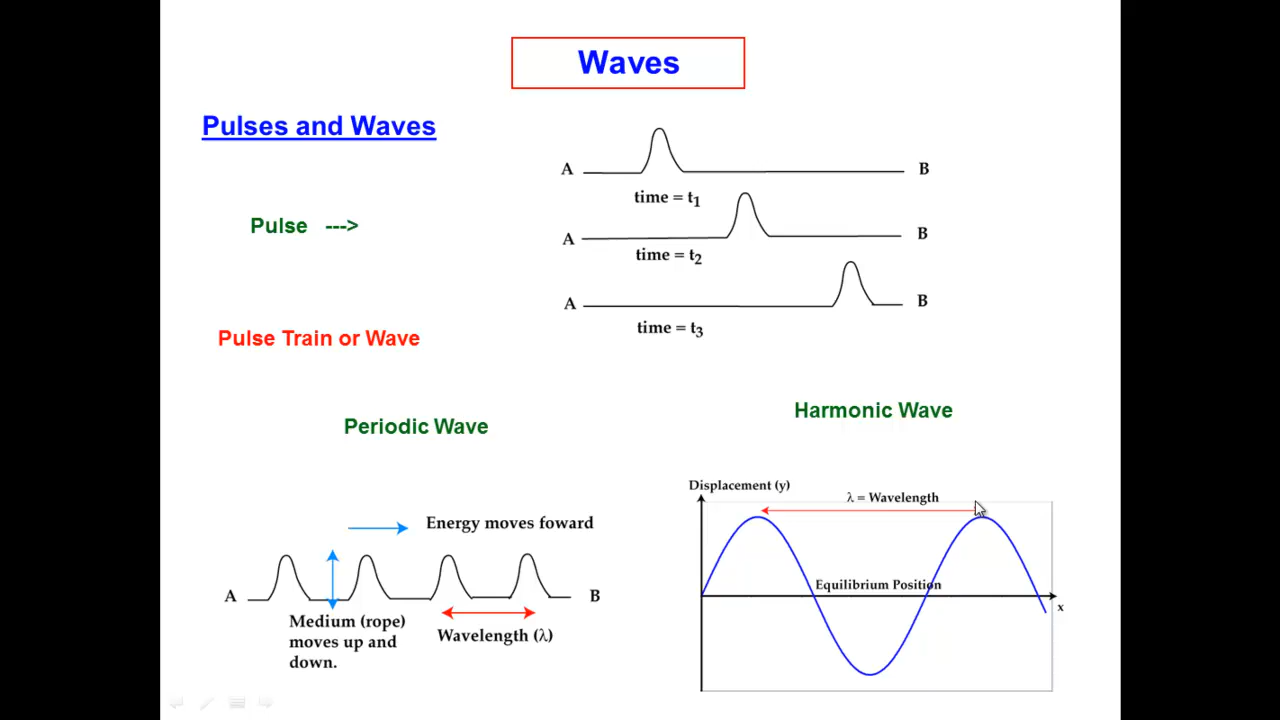 Waves
Pulses and Waves
A
B
time = t1
Pulse --->
A
B
time = t2
A
B
time = t3
Pulse Train or Wave
Periodic Wave
Harmonic Wave
Energy moves foward
A
B
Medium (rope)
moves up and
down.
Wavelength (λ)
Displacement (y)
λ = Wavelength
Equilibrium Position
x